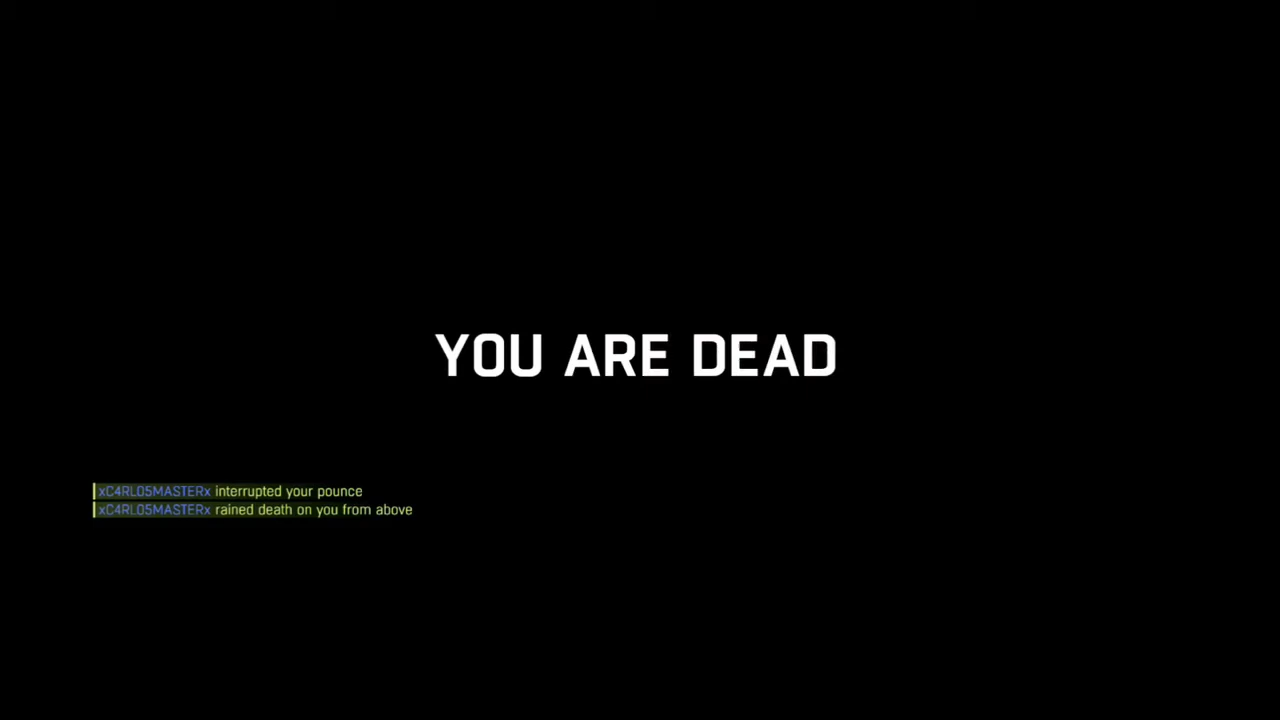 YOU ARE DEAD
xC4RL05MASTERx interrupted your pounce
xC4RL05MASTERx rained death on you from above